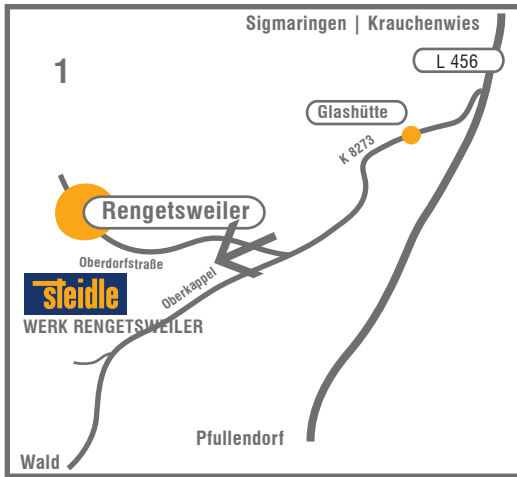 Sigmaringen | Krauchenwies
1
L 456
Glashütte
K 8273
Rengetsweiler
Oberdorfstraße
Oberkappel
steidle
WERK RENGETSWEILER
Pfullendorf
Wald